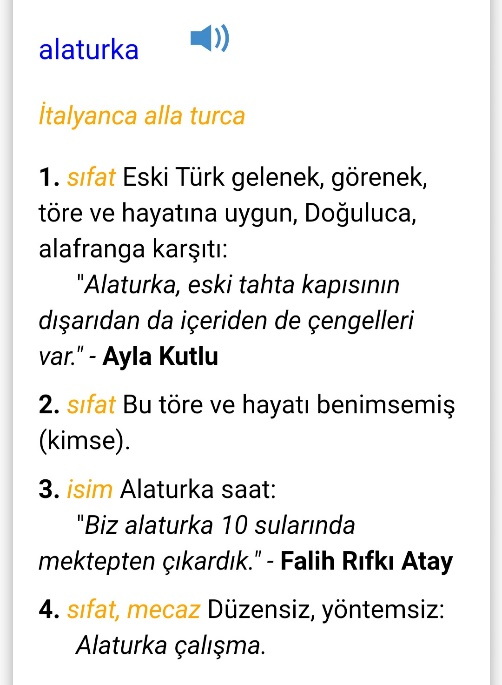 alaturka
İtalyanca alla turca
1. sıfat Eski Türk gelenek, görenek,
töre ve hayatına uygun, Doğuluca,
alafranga karşıtı:
"Alaturka, eski tahta kapısının
dışarıdan da içeriden de çengelleri
var." - Ayla Kutlu
2. sıfat Bu töre ve hayatı benimsemiş
(kimse).
3. isim Alaturka saat:
"Biz alaturka 10 sularında
mektepten çıkardık." - Falih Rıfkı Atay
4. sıfat, mecaz Düzensiz, yöntemsiz:
Alaturka çalışma.